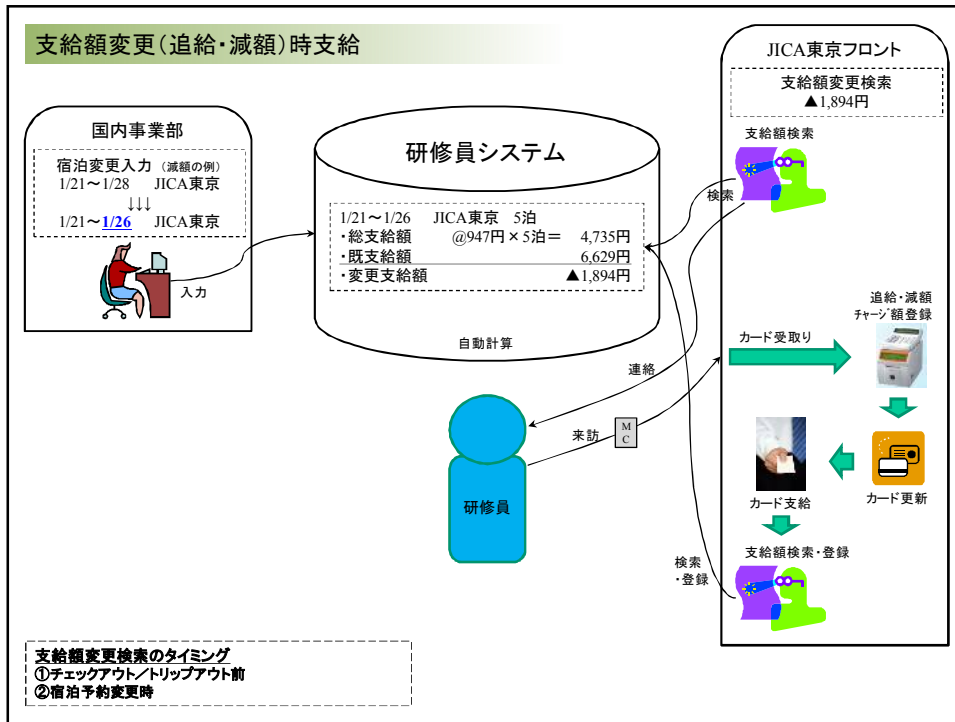 支給額変更（追給・減額）時支給
国内事業部
宿泊変更入力（減額の例）
1/21～1/28 JICA東京
↓↓↓
1/21～1/26 JICA東京
入力
研修員システム
1/21～1/26 JICA東京 5泊
・総支給額 @947円×5泊＝ 4,735円
・既支給額 6,629円
・変更支給額 ▲1,894円
自動計算
JICA東京フロント
支給額変更検索
▲1,894円
支給額検索
検索
連絡
来訪
MC
研修員
カード受取り
追給・減額
ﾁｬｰｼﾞ額登録
カード更新
カード支給
支給額検索・登録
検索
・登録
支給額変更検索のタイミング
①チェックアウト／トリップアウト前
②宿泊予約変更時